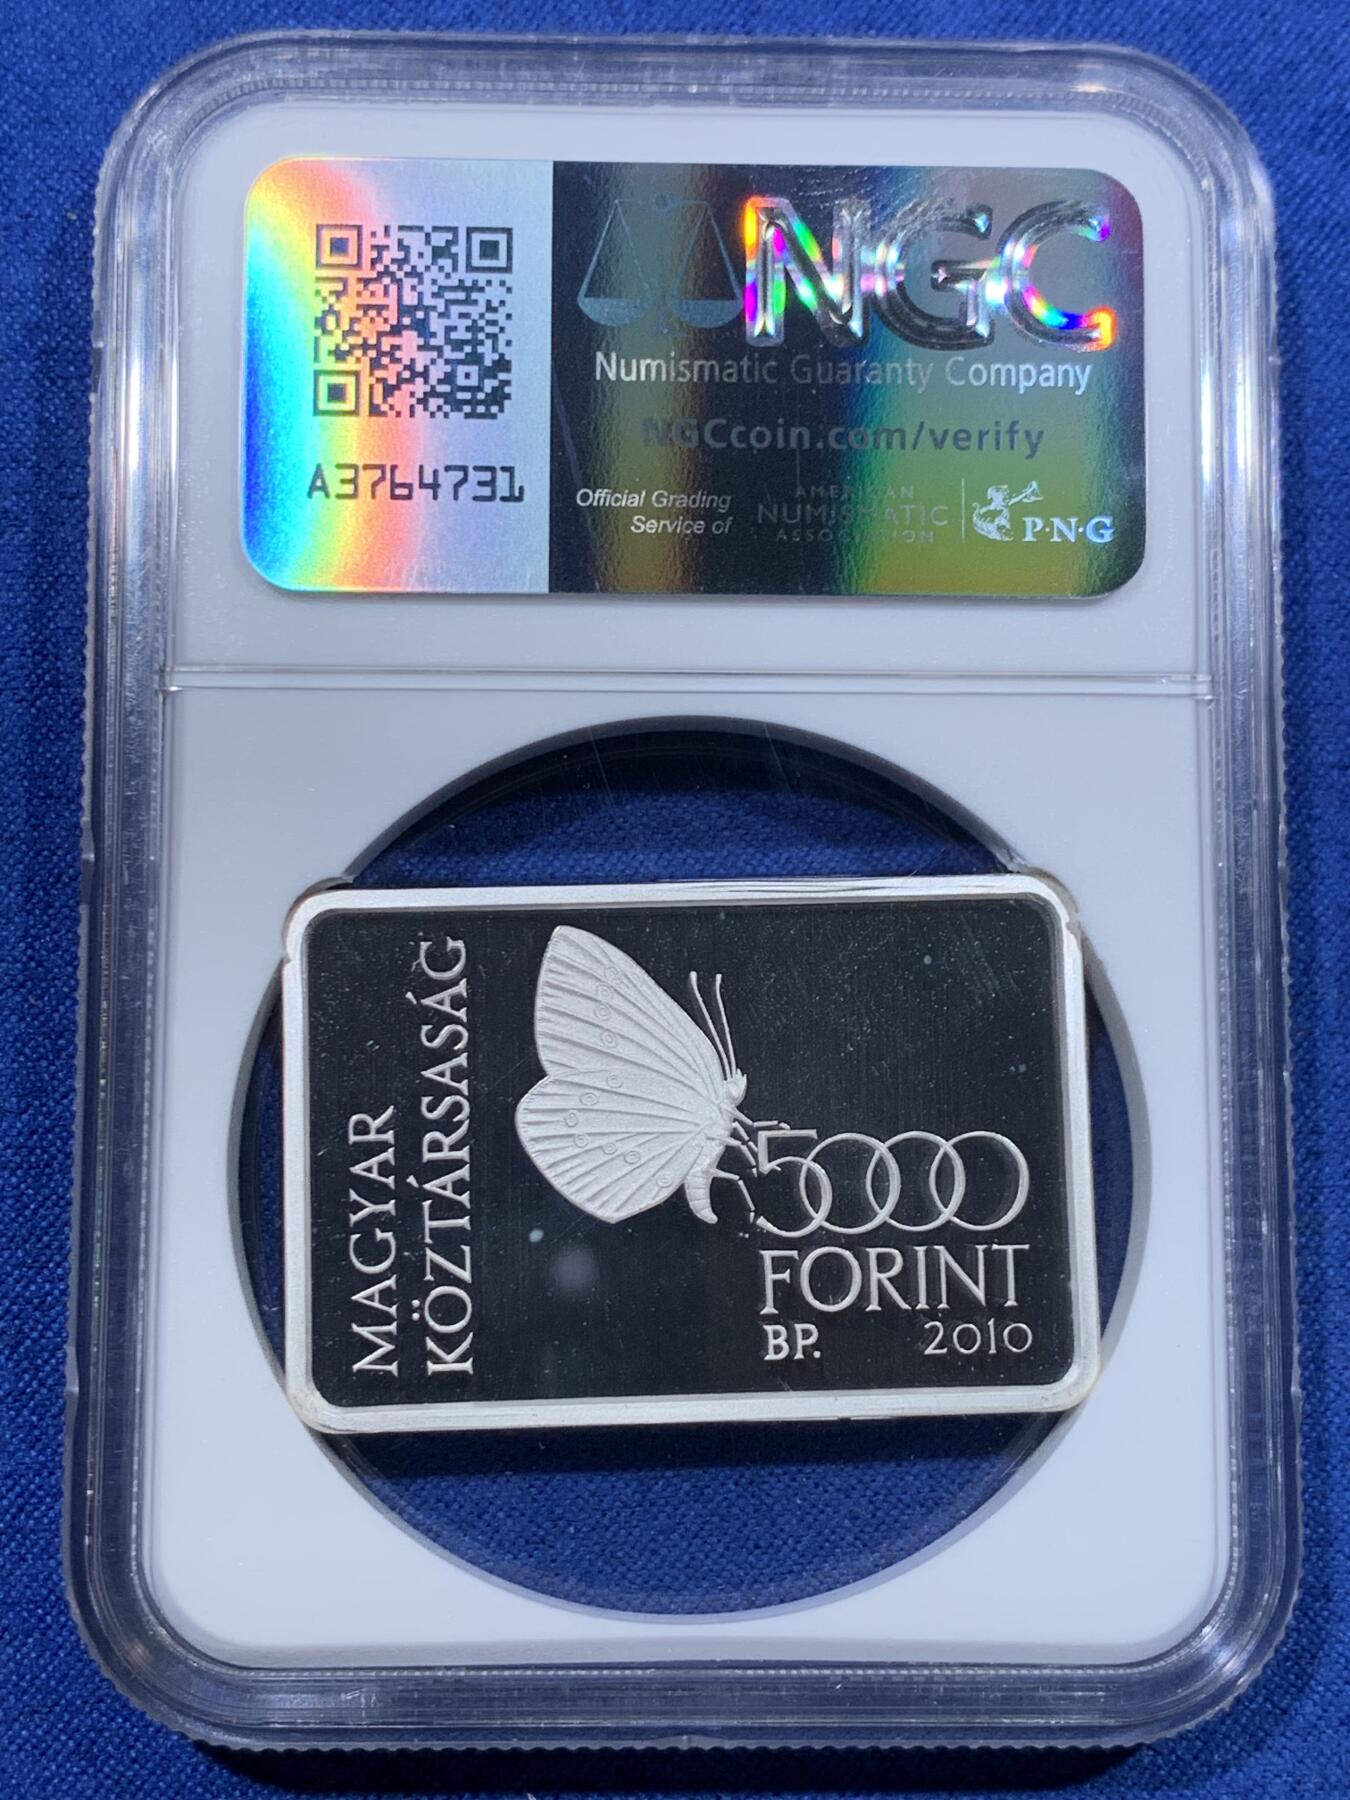 NGC
Numismatic Guaranty Company
NGCcoin.com/verify
A3764731
Official Grading
Service of
AMERICAN
NUMISMATIC
ASSOCIATION
P·N·G
MAGYAR
KÖZTÁRSASÁG
5000
FORINT
BP. 2010